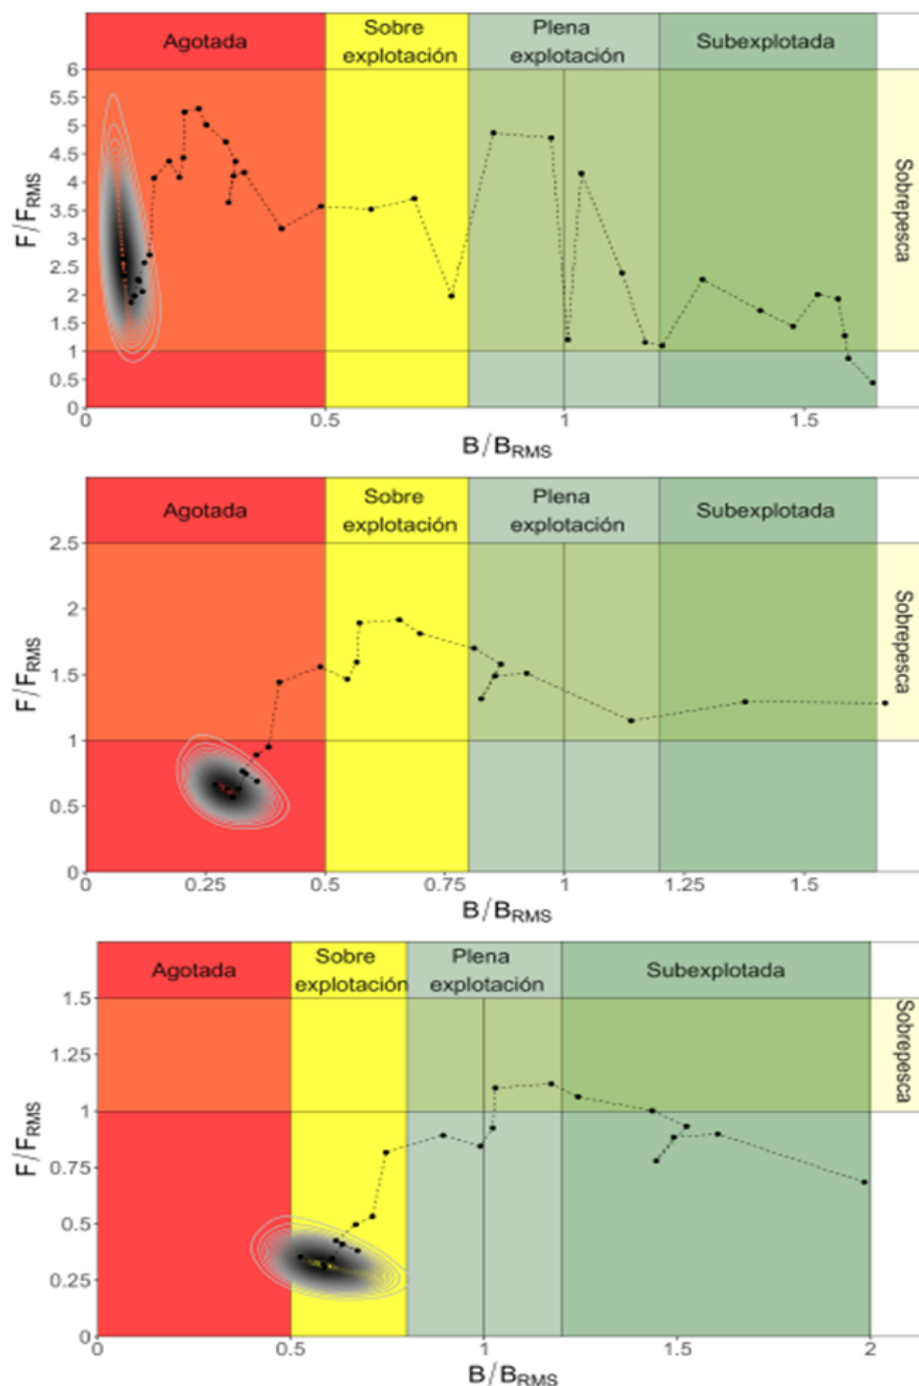 Agotada
Sobre
explotación
Plena
explotación
Subexplotada
6
5.5
5
4.5
4
3.5
3
2.5
2
1.5
1
0.5
0
F/F_RMS
Sobrepesca
0
0.5
1
1.5
B/B_RMS
Agotada
Sobre
explotación
Plena
explotación
Subexplotada
2.5
2
1.5
1
0.5
0
F/F_RMS
Sobrepesca
0
0.25
0.5
0.75
1
1.25
1.5
B/B_RMS
Agotada
Sobre
explotación
Plena
explotación
Subexplotada
1.5
1.25
1
0.75
0.5
0.25
0
F/F_RMS
Sobrepesca
0
0.5
1
1.5
2
B/B_RMS